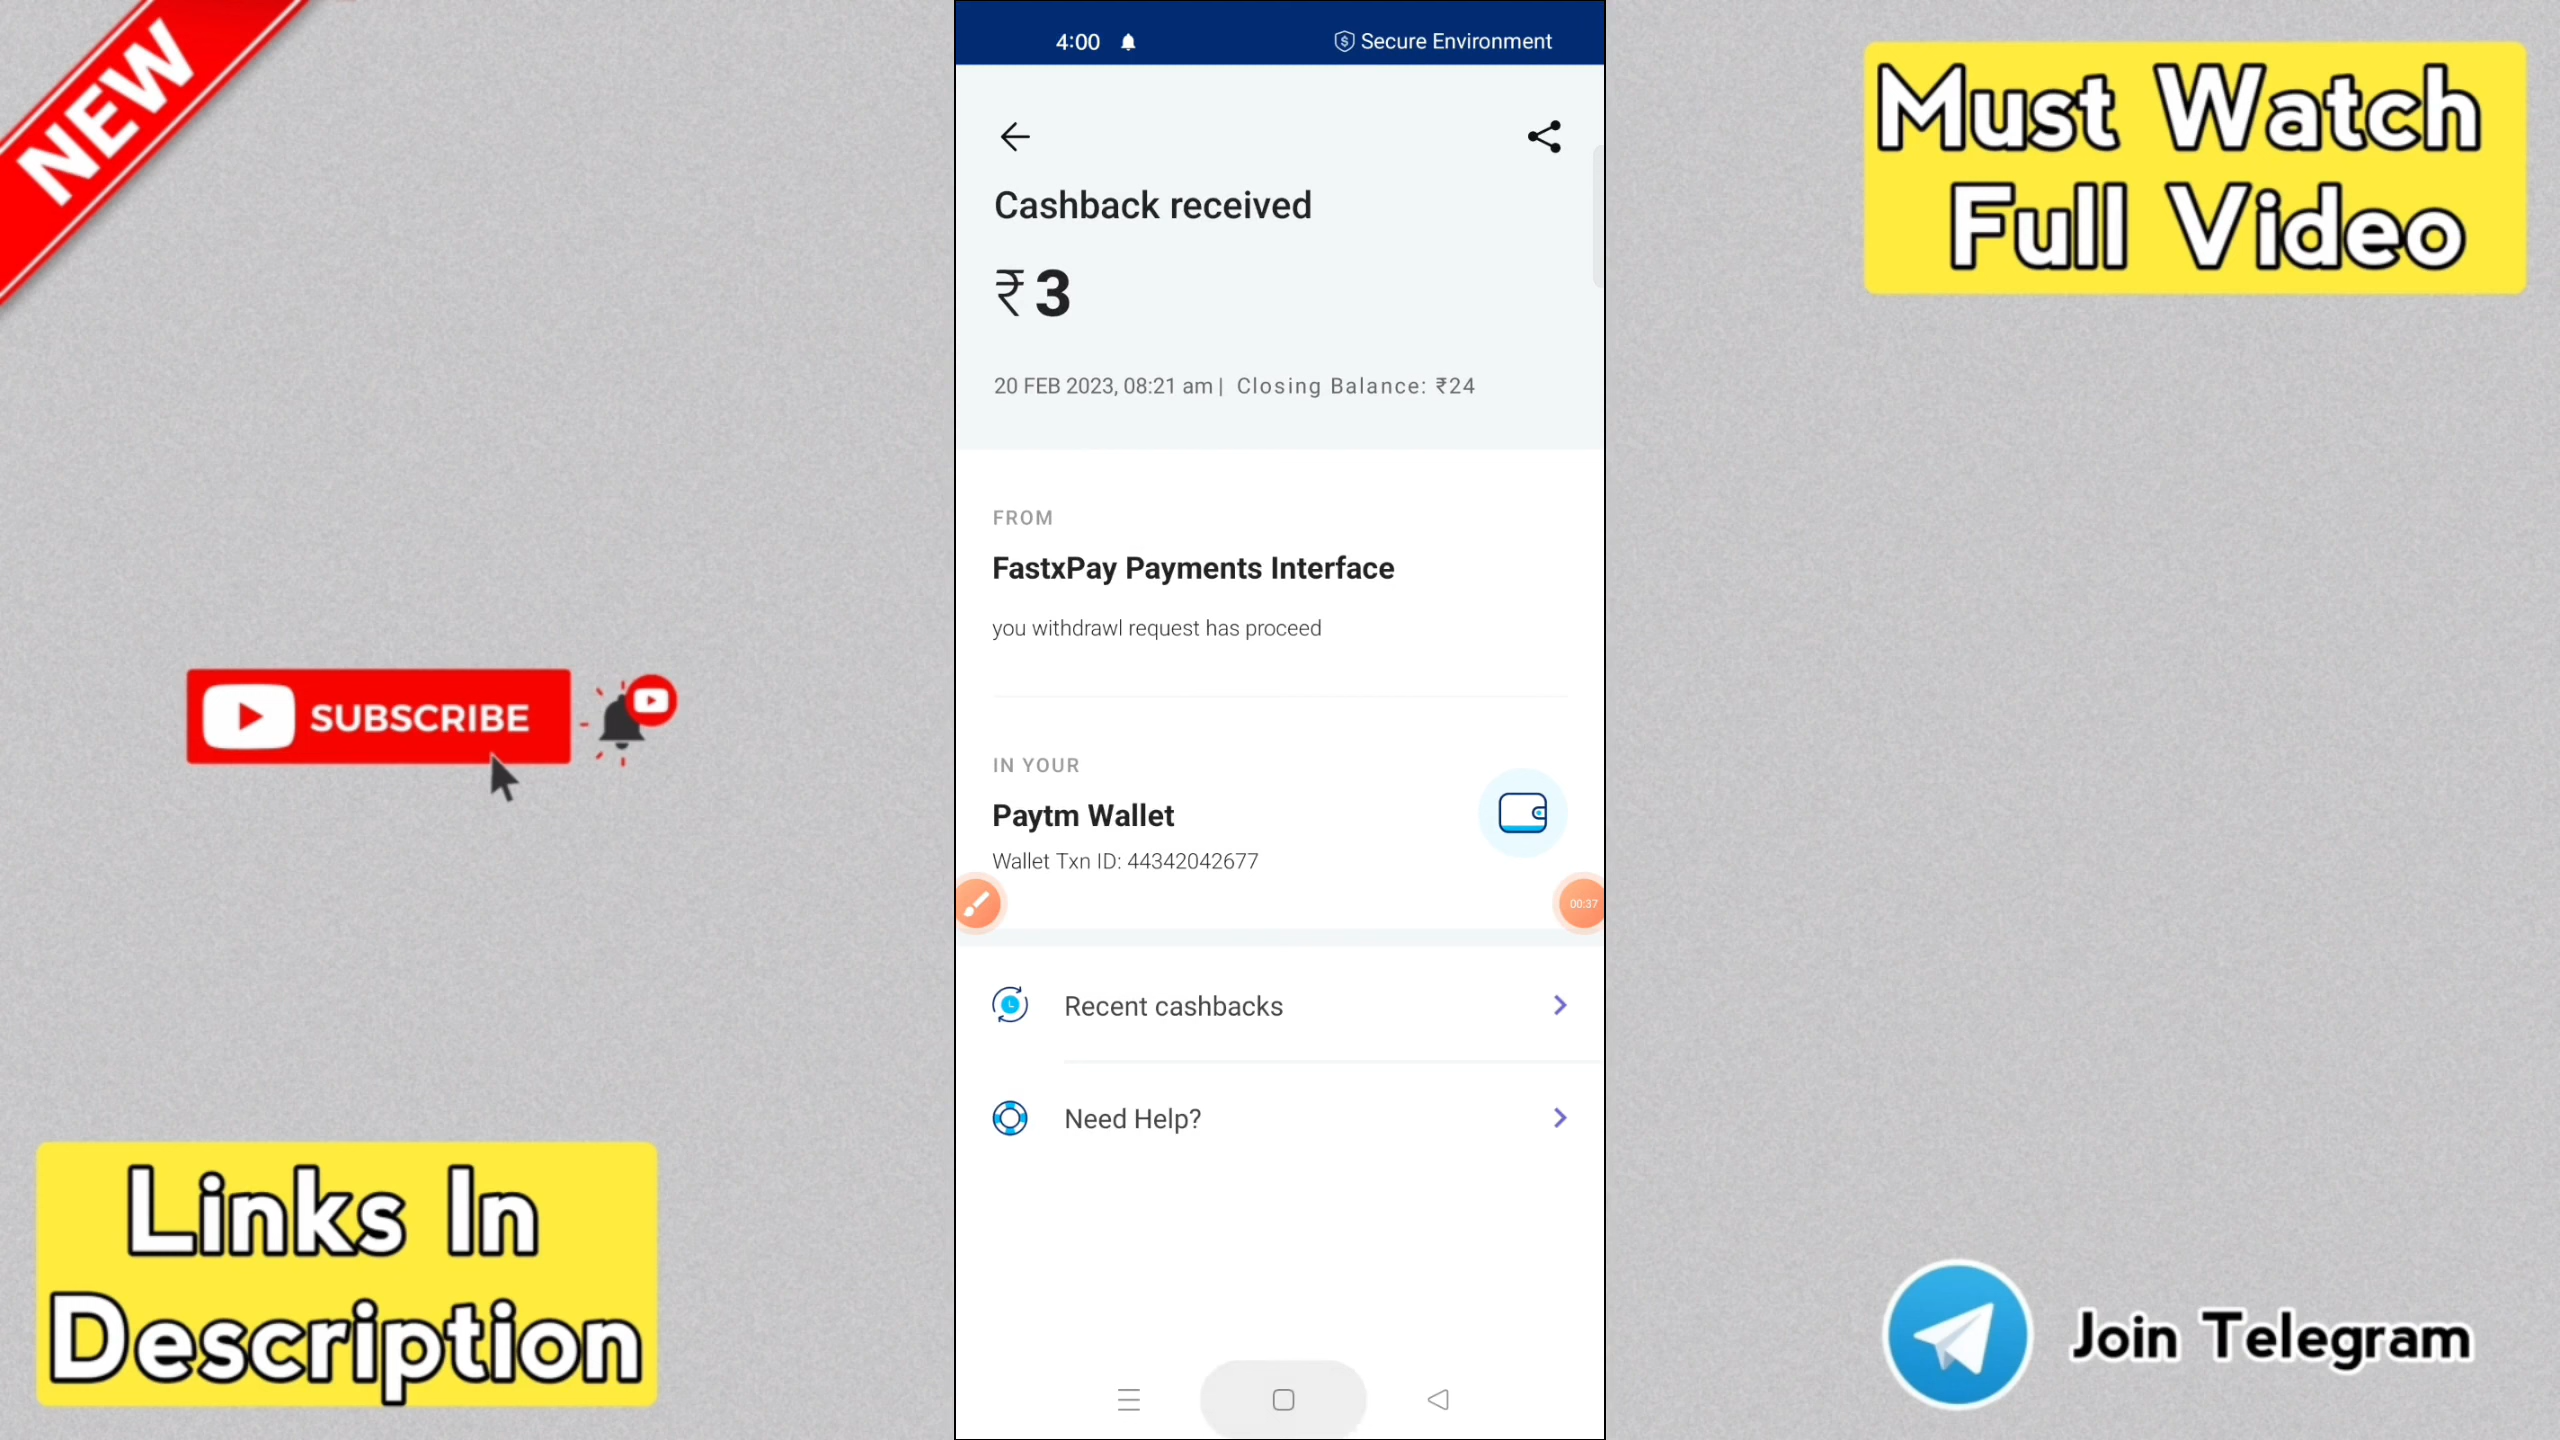 NEW
4:00
Secure Environment
Must Watch
Full Video
Cashback received
₹3
20 FEB 2023, 08:21 am | Closing Balance: ₹24
FROM
FastxPay Payments Interface
you withdrawl request has proceed
SUBSCRIBE
IN YOUR
Paytm Wallet
Wallet Txn ID: 44342042677
00:37
Recent cashbacks
Need Help?
Links In
Description
Join Telegram